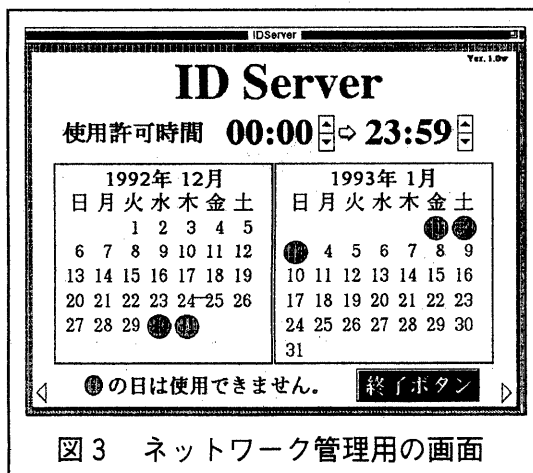 IDServer
Ver. 1.0w
ID Server
使用許可時間 00:00 ⇨ 23:59
1992年 12月
日 月 火 水 木 金 土
1 2 3 4 5
6 7 8 9 10 11 12
13 14 15 16 17 18 19
20 21 22 23 24 25 26
27 28 29
1993年 1月
日 月 火 水 木 金 土
4 5 6 7 8 9
10 11 12 13 14 15 16
17 18 19 20 21 22 23
24 25 26 27 28 29 30
31
の日は使用できません。
終了ボタン
図3 ネットワーク管理用の画面